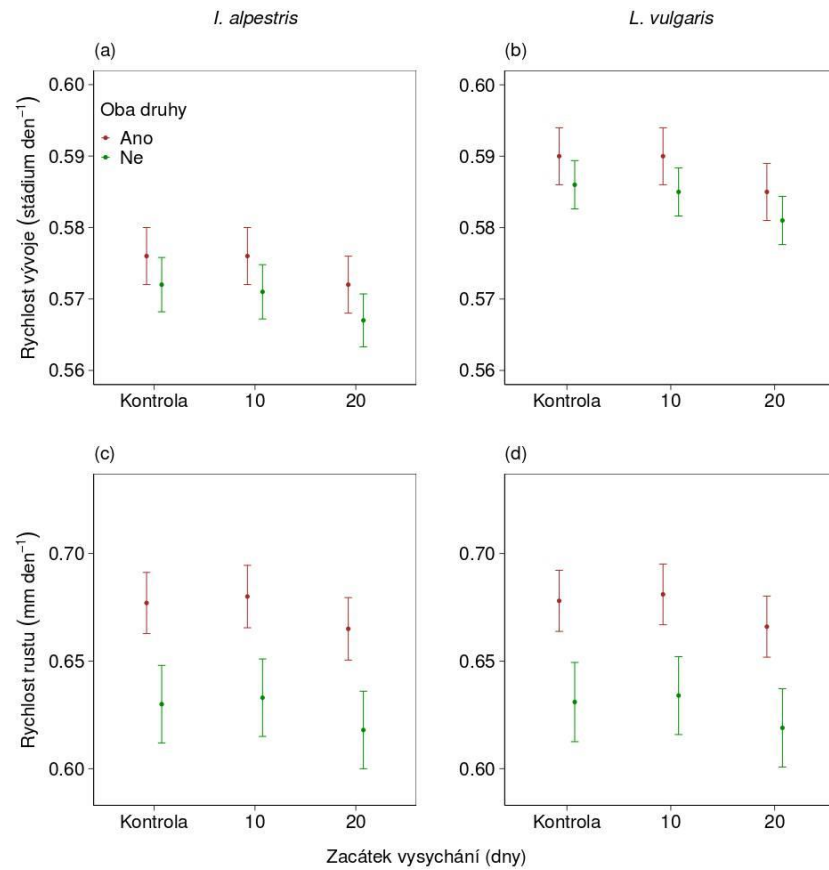 I. alpestris
L. vulgaris
(a)
(b)
Rychlost vývoje (stádium den⁻¹)
0.60
0.59
0.58
0.57
0.56
Oba druhy
Ano
Ne
Kontrola 10 20
0.60
0.59
0.58
0.57
0.56
Kontrola 10 20
(c)
(d)
Rychlost rustu (mm den⁻¹)
0.70
0.65
0.60
Kontrola 10 20
0.70
0.65
0.60
Kontrola 10 20
Zacátek vysychání (dny)